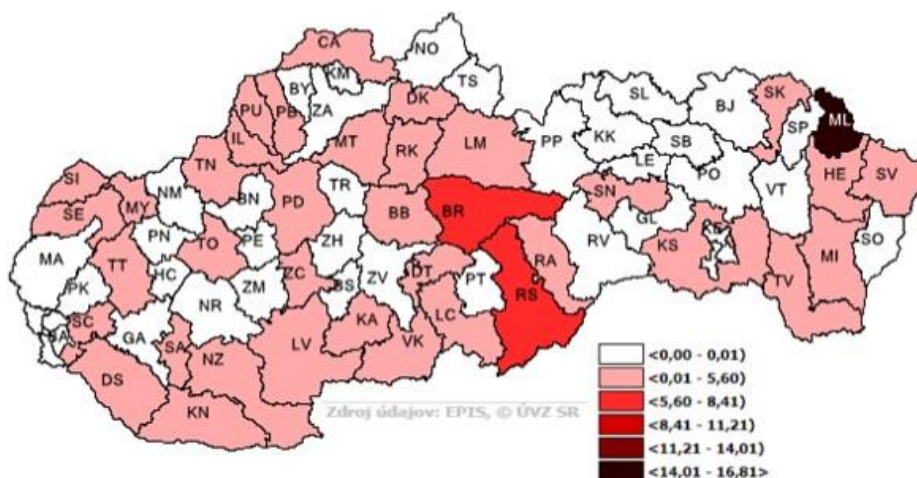 CA
NO
KM
TS
BY
PU
PB
ZA
DK
SL
BJ
SK
SP
ML
IL
MT
RK
LM
PP
KK
SB
LE
PO
TN
HE
SV
SI
NM
BN
PD
TR
BB
BR
SN
VT
SE
MY
PN
TO
PE
ZH
GL
RV
KS
SO
MA
TT
HC
ZM
ZC
ZV
DT
PT
RA
MI
TV
PK
NR
BS
LC
RS
SC
BA
GA
SA
NZ
LV
KA
VK
DS
KN
Zdroj údajov: EPIS, © ÚVZ SR
<0,00 - 0,01)
<0,01 - 5,60)
<5,60 - 8,41)
<8,41 - 11,21)
<11,21 - 14,01)
<14,01 - 16,81>